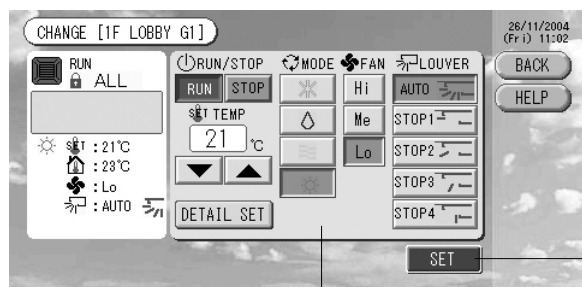 CHANGE [1F LOBBY G1]
26/11/2004
(Fri) 11:02
RUN
ALL
SET :21℃
:23℃
:Lo
:AUTO
RUN/STOP
RUN STOP
SET TEMP
21 ℃
DETAIL SET
MODE
FAN
Hi
Me
Lo
LOUVER
AUTO
STOP1
STOP2
STOP3
STOP4
BACK
HELP
SET